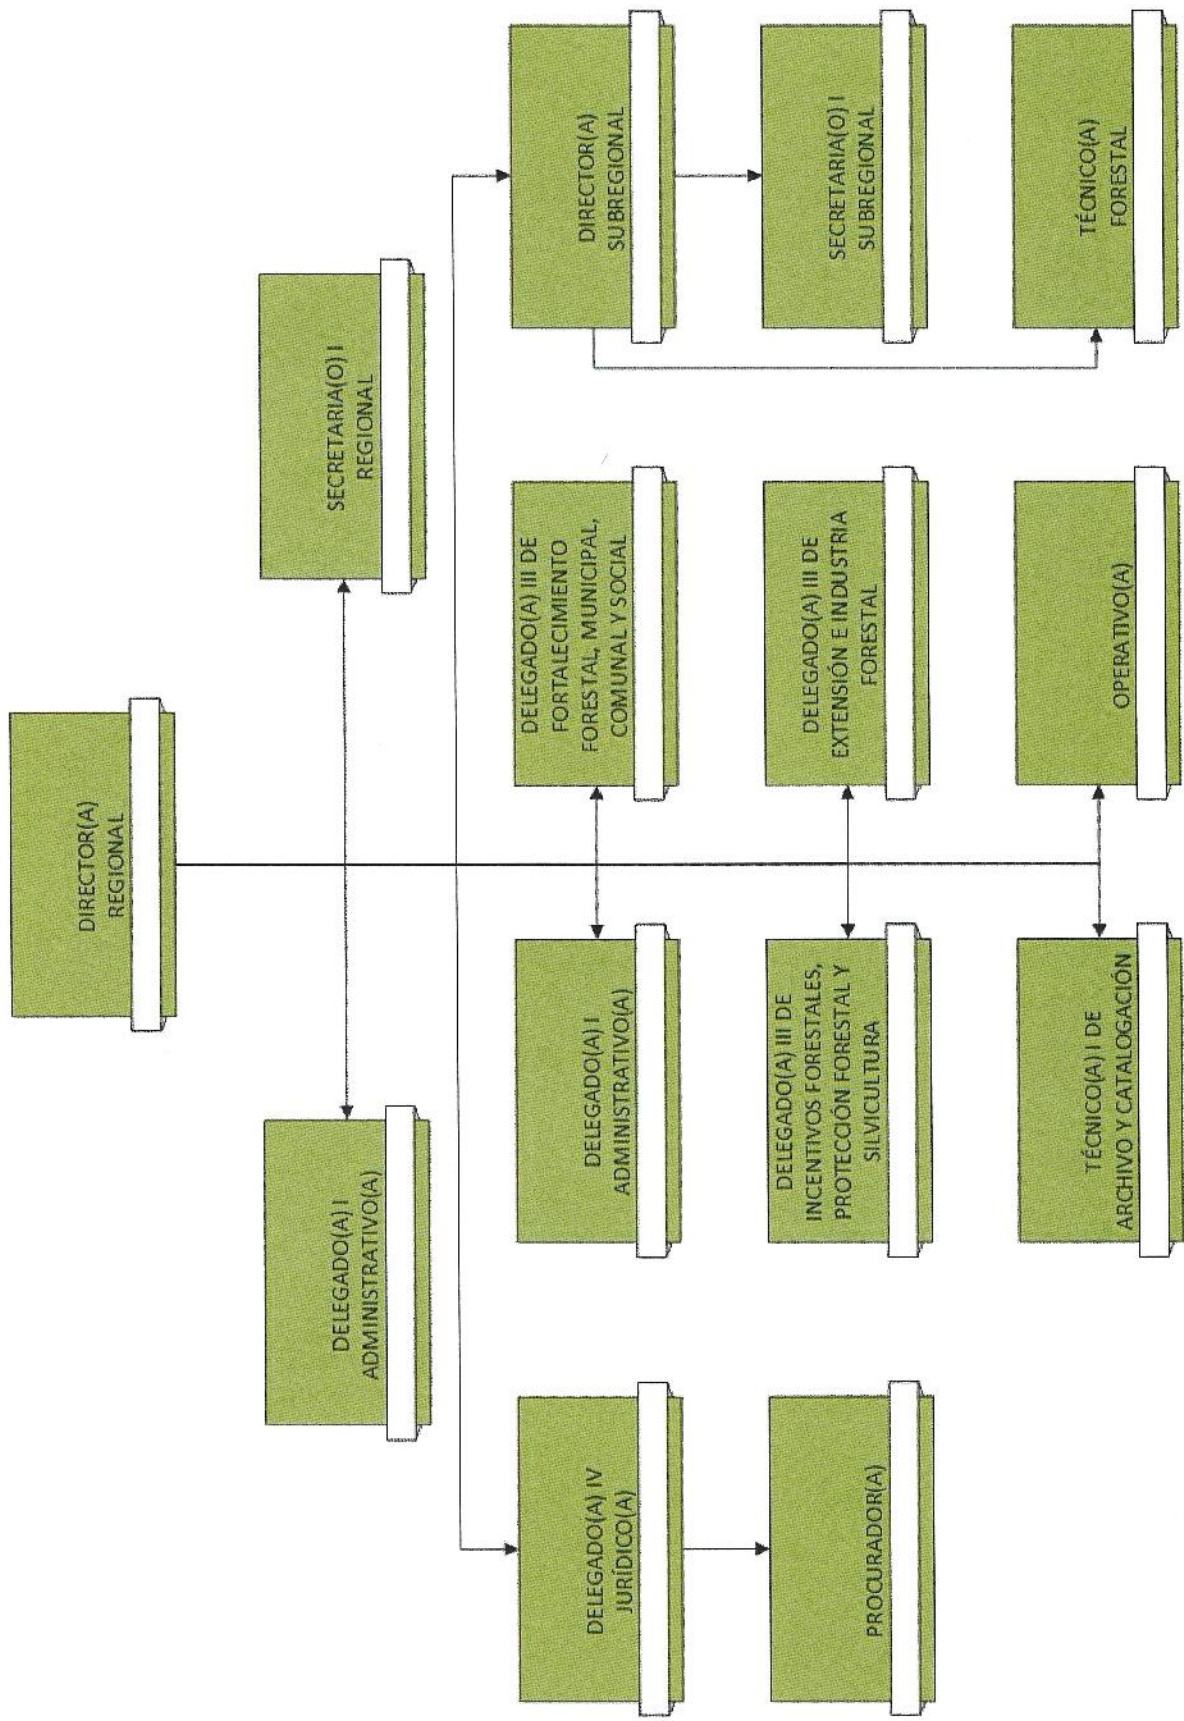 DIRECTOR(A)
REGIONAL
DELEGADO(A) I
ADMINISTRATIVO(A)
SECRETARIA(O) I
REGIONAL
DELEGADO(A) IV
JURÍDICO(A)
DELEGADO(A) I
ADMINISTRATIVO(A)
DELEGADO(A) III DE
FORTALECIMIENTO
FORESTAL, MUNICIPAL,
COMUNAL Y SOCIAL
DIRECTOR(A)
SUBREGIONAL
PROCURADOR(A)
DELEGADO(A) III DE
INCENTIVOS FORESTALES,
PROTECCIÓN FORESTAL Y
SILVICULTURA
DELEGADO(A) III DE
EXTENSIÓN E INDUSTRIA
FORESTAL
SECRETARIA(O) I
SUBREGIONAL
TÉCNICO(A) I DE
ARCHIVO Y CATALOGACIÓN
OPERATIVO(A)
TÉCNICO(A)
FORESTAL